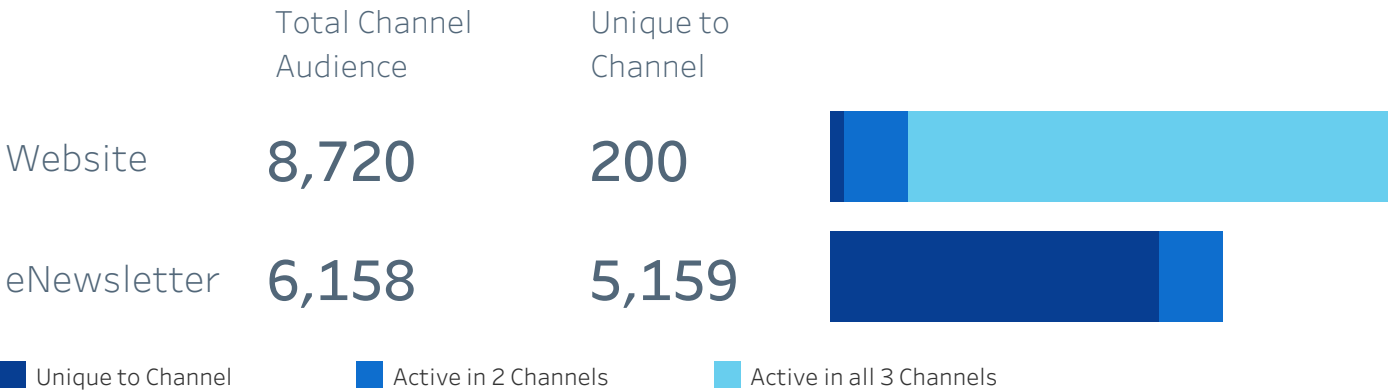 Total Channel
Audience
Unique to
Channel
Website 8,720 200
eNewsletter 6,158 5,159
Unique to Channel Active in 2 Channels Active in all 3 Channels